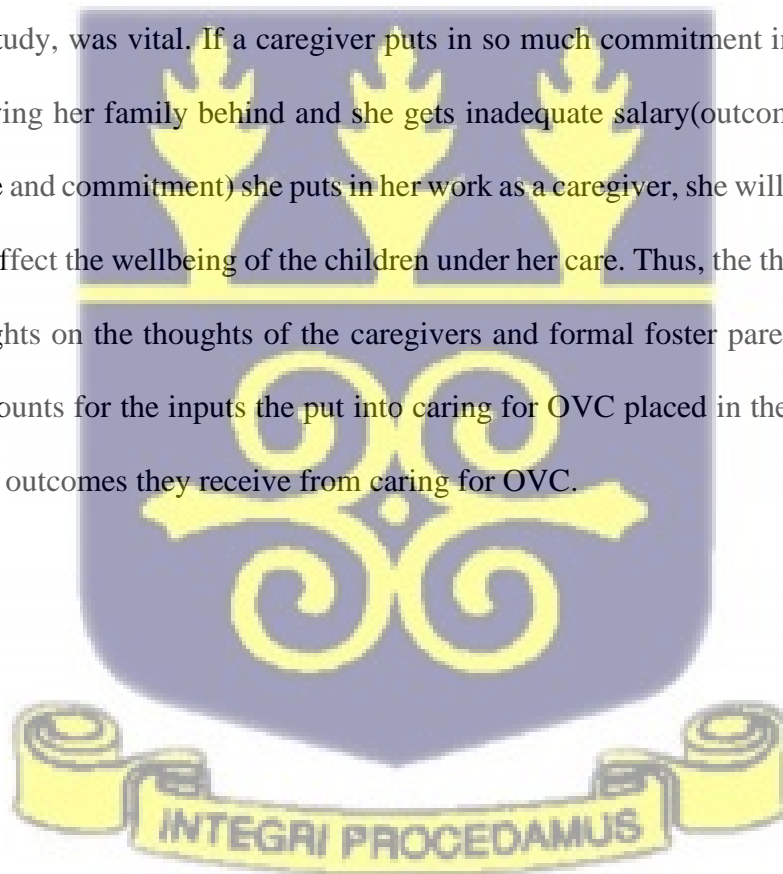 tudy, was vital. If a caregiver puts in so much commitment i
ing her family behind and she gets inadequate salary(outcom
and commitment) she puts in her work as a caregiver, she will
ffect the wellbeing of the children under her care. Thus, the th
ghts on the thoughts of the caregivers and formal foster pare
ounts for the inputs the put into caring for OVC placed in the
outcomes they receive from caring for OVC.
INTEGRI PROCEDAMUS